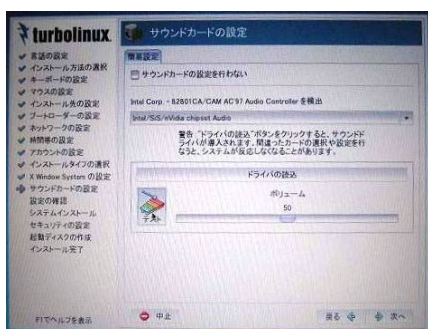 turbolinux.
サウンドカードの設定
言語の設定
インストール方法の選択
キーボードの設定
マウスの設定
インストール先の設定
ブートローダーの設定
ネットワークの設定
時間帯の設定
アカウントの設定
インストールタイプの選択
X Window System の設定
サウンドカードの設定
設定の確認
システムインストール
セキュリティの設定
起動ディスクの作成
インストール完了
F1でヘルプを表示
簡易設定
サウンドカードの設定を行わない
Intel Corp. - 82801CA/CAM AC'97 Audio Controller を検出
Intel/SiS/nVidia chipset Audio
警告 "ドライバの読込"ボタンをクリックすると、サウンドド
ライバが導入されます。間違ったカードの選択や設定を行
なうと、システムが反応しなくなることがあります。
ドライバの読込
テスト
ボリューム
50
中止
戻る
次へ